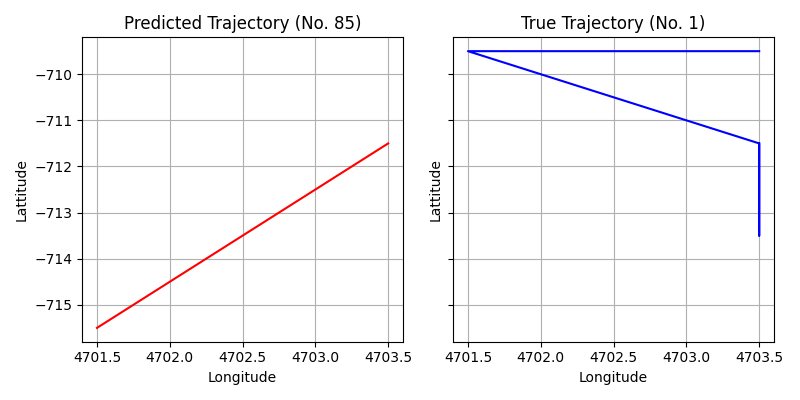 Predicted Trajectory (No. 85)
Lattitude
−710
−711
−712
−713
−714
−715
4701.5 4702.0 4702.5 4703.0 4703.5
Longitude
True Trajectory (No. 1)
Lattitude
4701.5 4702.0 4702.5 4703.0 4703.5
Longitude